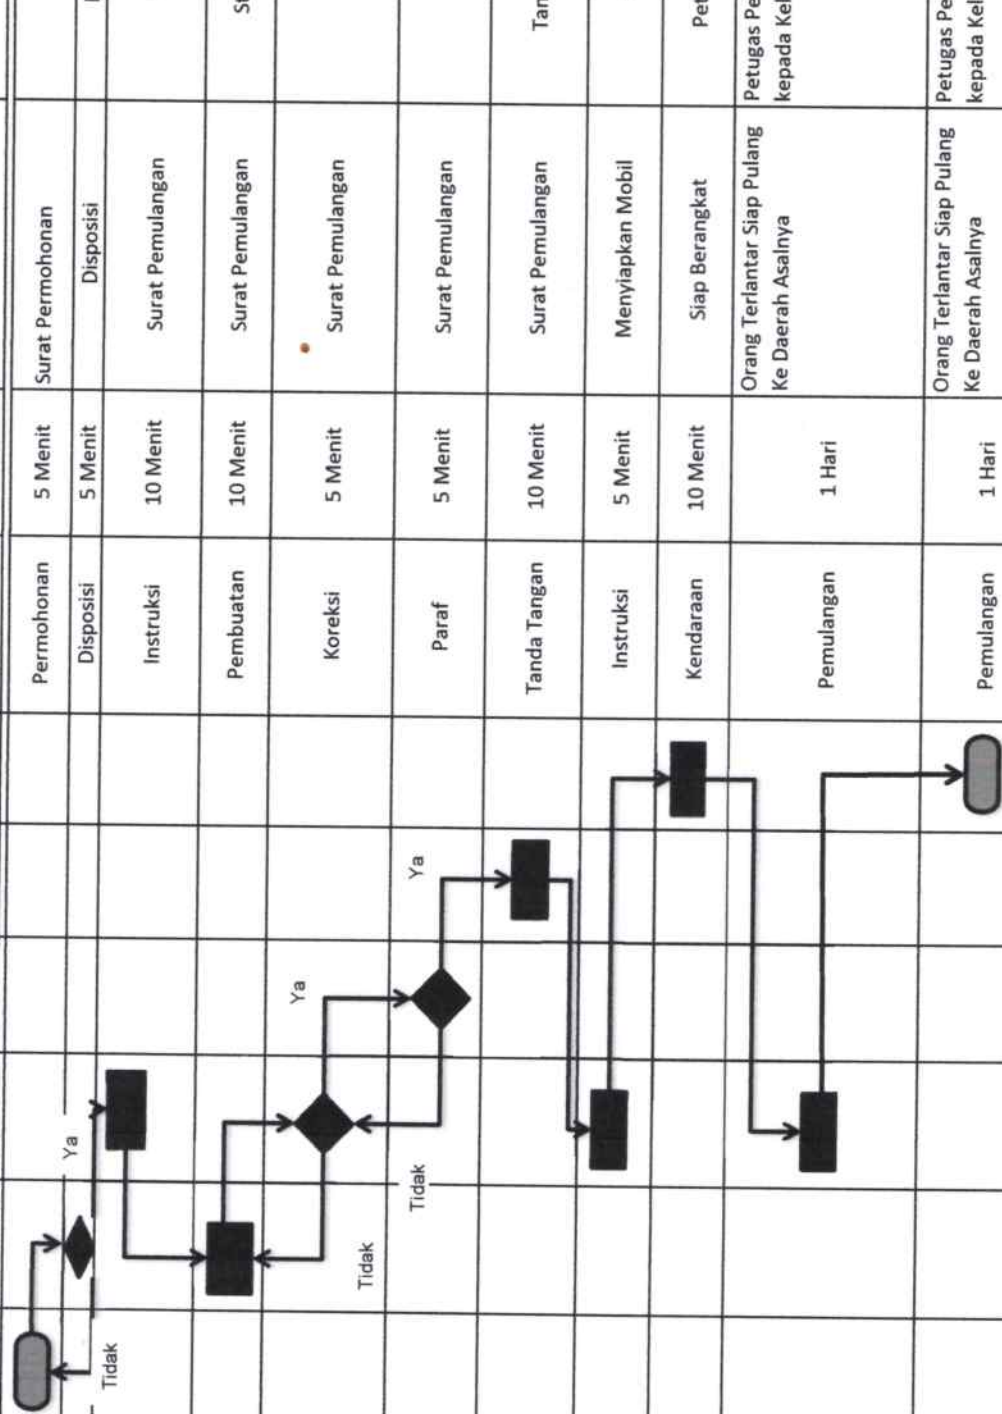 Permohonan
5 Menit
Surat Permohonan
Tidak
Ya
Disposisi
5 Menit
Disposisi
Instruksi
10 Menit
Surat Pemulangan
Pembuatan
10 Menit
Surat Pemulangan
St
Tidak
Ya
Koreksi
5 Menit
Surat Pemulangan
Tidak
Ya
Paraf
5 Menit
Surat Pemulangan
Tanda Tangan
10 Menit
Surat Pemulangan
Tan
Instruksi
5 Menit
Menyiapkan Mobil
Kendaraan
10 Menit
Siap Berangkat
Pet
Pemulangan
1 Hari
Orang Terlantar Siap Pulang
Ke Daerah Asalnya
Petugas Pe
kepada Kel
Pemulangan
1 Hari
Orang Terlantar Siap Pulang
Ke Daerah Asalnya
Petugas Pe
kepada Kel